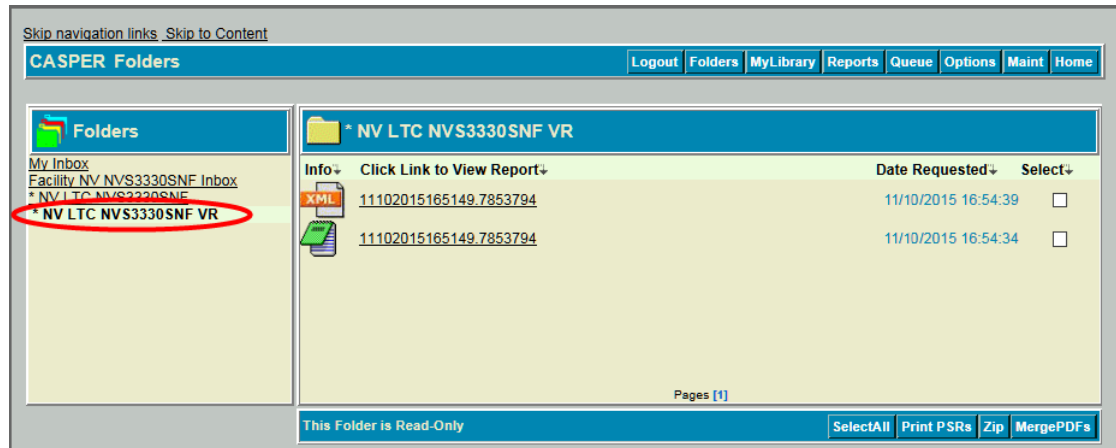 Skip navigation links Skip to Content
CASPER Folders
Logout Folders MyLibrary Reports Queue Options Maint Home
Folders
My Inbox
Facility NV NVS3330SNF Inbox
* NV LTC NVS3330SNF
* NV LTC NVS3330SNF VR
* NV LTC NVS3330SNF VR
Info Click Link to View Report Date Requested Select
XML 11102015165149.7853794 11/10/2015 16:54:39
11102015165149.7853794 11/10/2015 16:54:34
Pages [1]
This Folder is Read-Only
SelectAll Print PSRs Zip MergePDFs